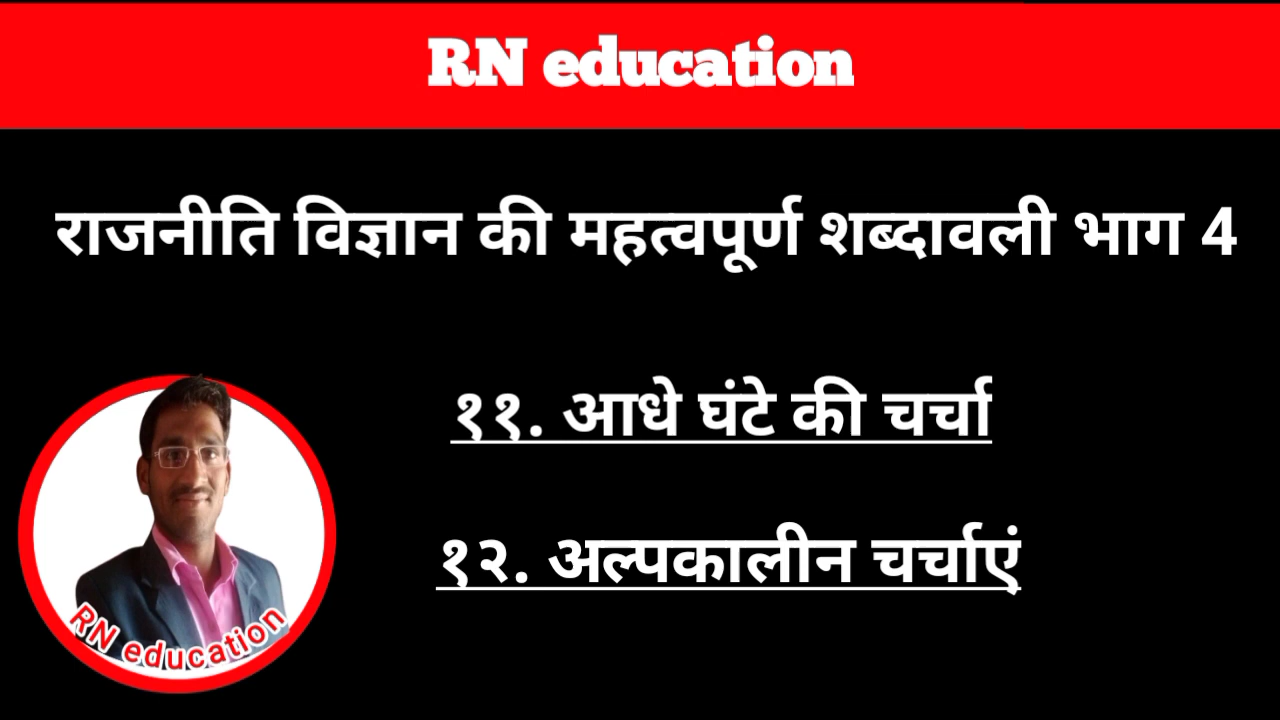 RN education
राजनीति विज्ञान की महत्वपूर्ण शब्दावली भाग 4
११. आधे घंटे की चर्चा
१२. अल्पकालीन चर्चाएं
RN education